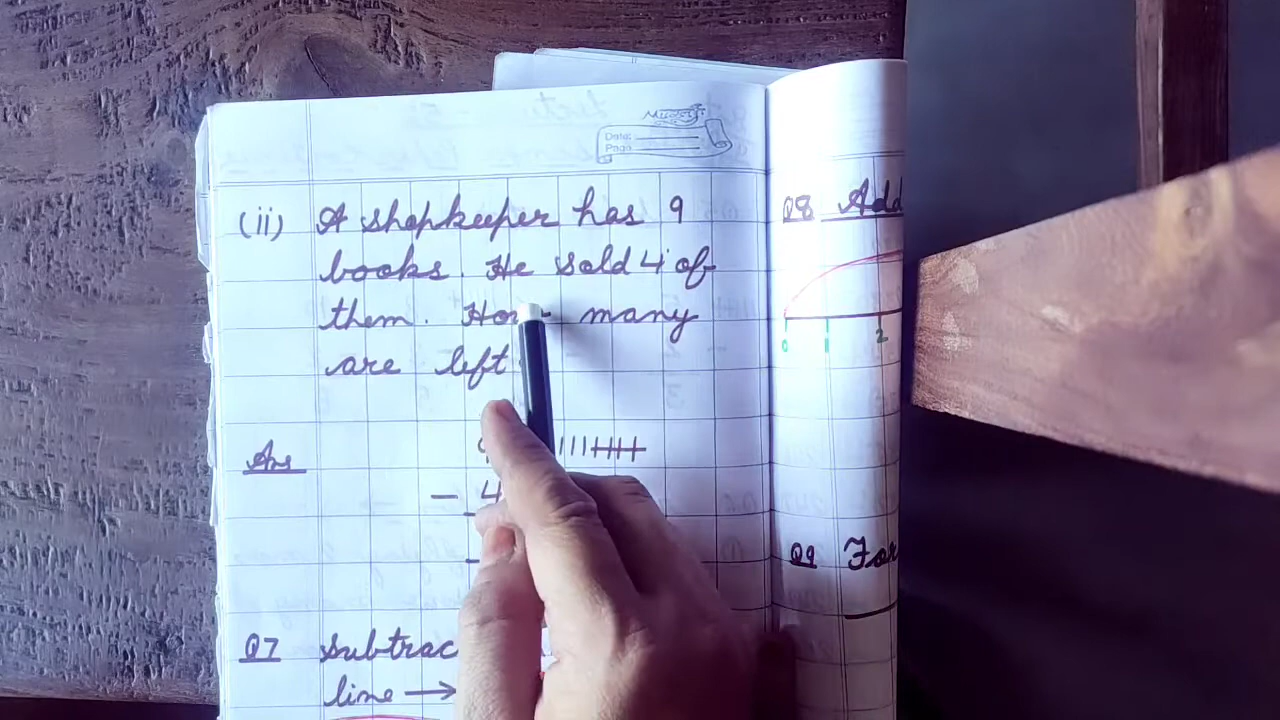 Date:
Page
(ii) A shopkeeper has 9
books. He sold 4 of
them. How many
are left
Ans
9
- 4
Q7 Subtrac
line →
Q8 Add
0 1 2
Q9 For